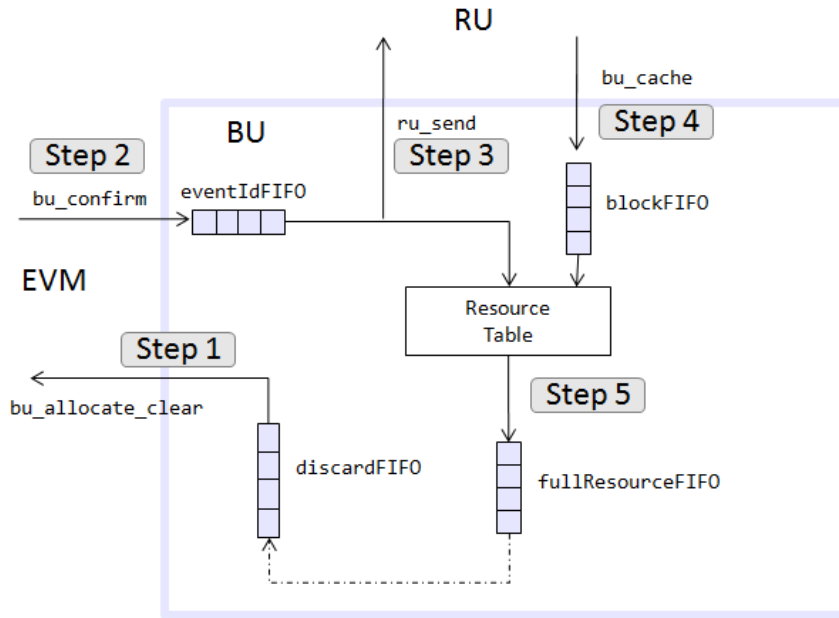 RU
bu_cache
Step 4
BU
ru_send
Step 3
Step 2
bu_confirm
eventIdFIFO
blockFIFO
EVM
Resource
Table
Step 1
bu_allocate_clear
Step 5
discardFIFO
fullResourceFIFO